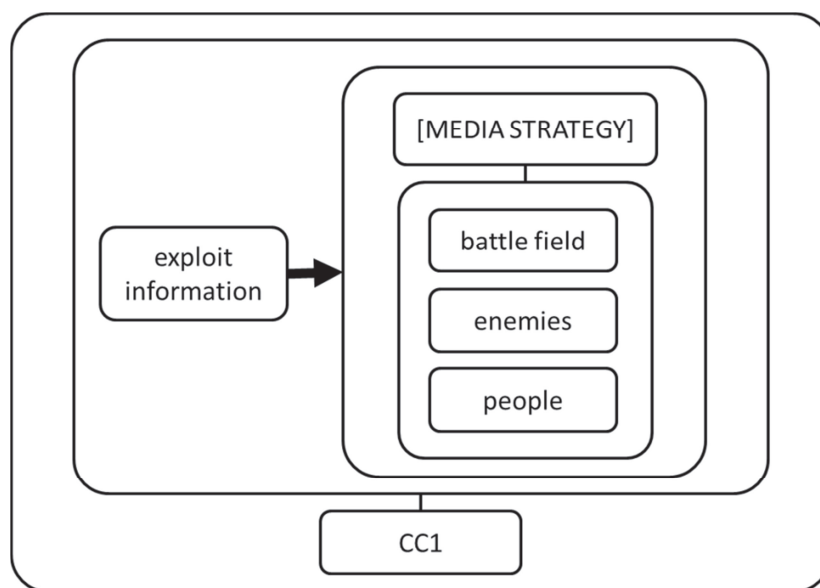 [MEDIA STRATEGY]
exploit
information
battle field
enemies
people
CC1